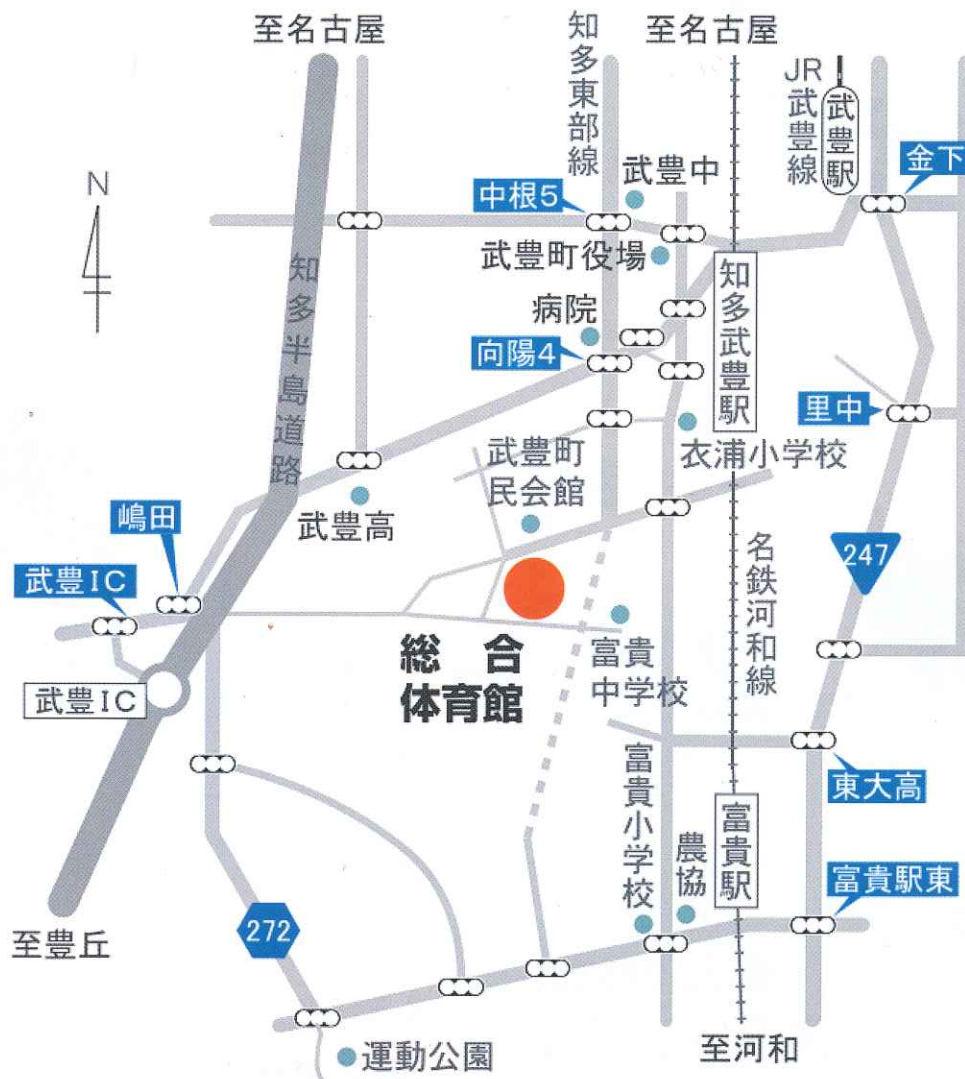 至名古屋
知多東部線
至名古屋
JR武豊線
武豊駅
金下
N
武豊中
中根5
武豊町役場
知多半島道路
病院
知多武豊駅
向陽4
里中
武豊町
民会館
衣浦小学校
武豊高
嶋田
武豊IC
名鉄河和線
247
総合
体育館
富貴
中学校
武豊IC
東大高
富貴小学校
農協
富貴駅
富貴駅東
272
至豊丘
至河和
運動公園